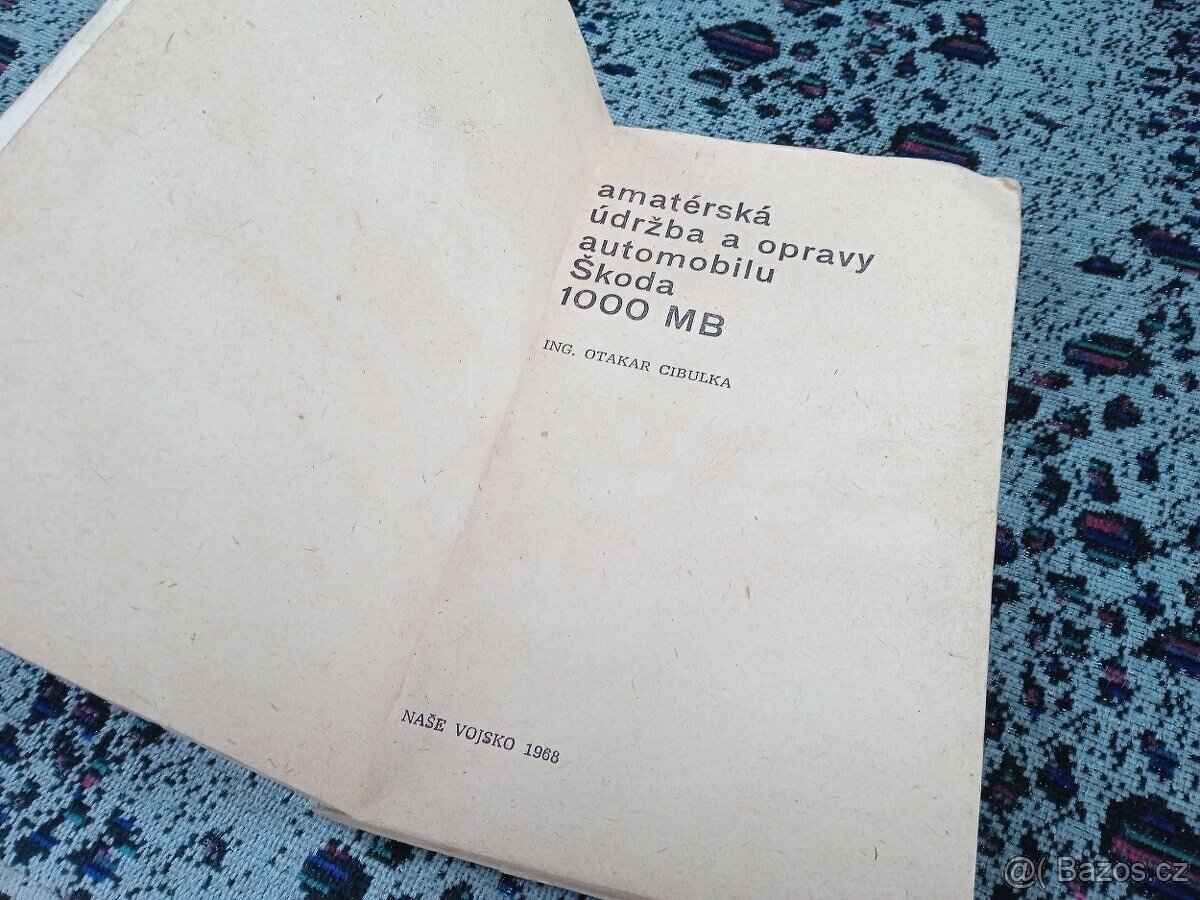 amatérská
údržba a opravy
automobilu
Škoda
1000 MB
ING. OTAKAR CIBULKA
NAŠE VOJSKO 1968
@( Bazos.cz